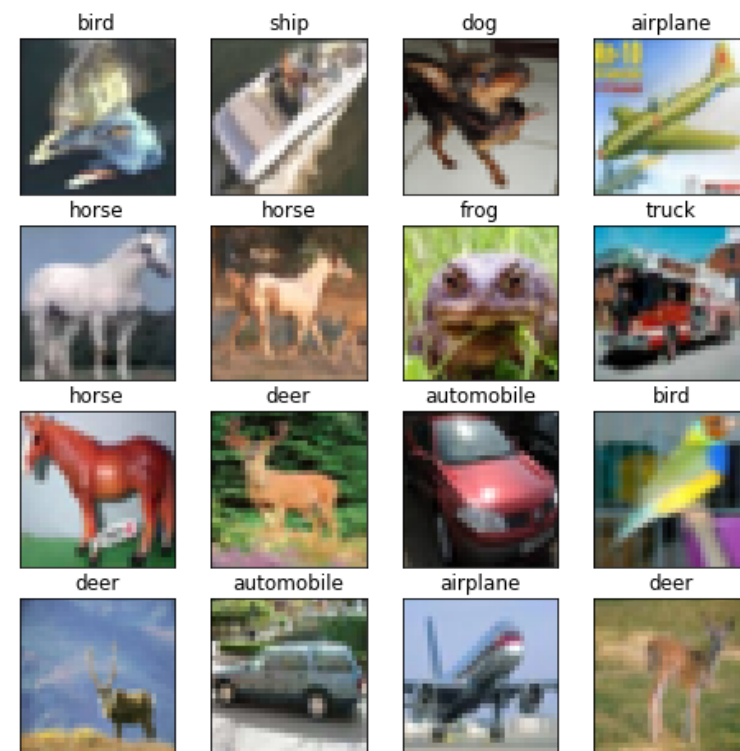 bird ship dog airplane
horse horse frog truck
horse deer automobile bird
deer automobile airplane deer